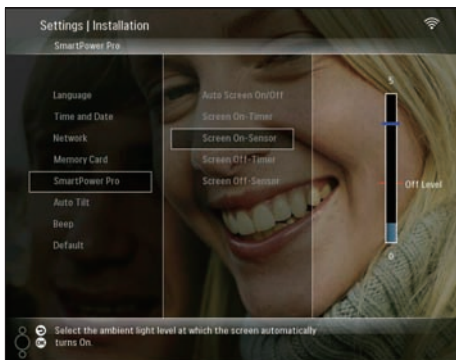 Settings | Installation
SmartPower Pro
Language
Time and Date
Network
Memory Card
SmartPower Pro
Auto Tilt
Beep
Default
Auto Screen On/Off
Screen On-Timer
Screen On-Sensor
Screen Off-Timer
Screen Off-Sensor
5
Off Level
0
Select the ambient light level at which the screen automatically
OK turns On.